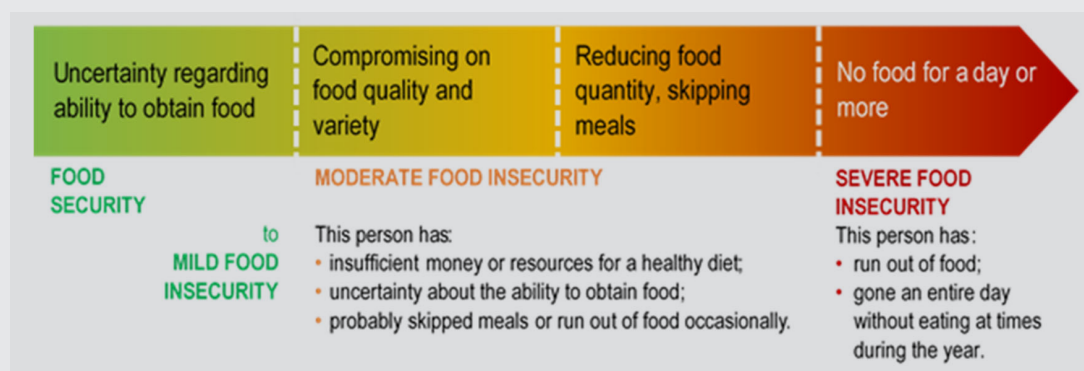 Uncertainty regarding
ability to obtain food
Compromising on
food quality and
variety
Reducing food
quantity, skipping
meals
No food for a day or
more
FOOD
SECURITY
to
MILD FOOD
INSECURITY
MODERATE FOOD INSECURITY
This person has:
• insufficient money or resources for a healthy diet;
• uncertainty about the ability to obtain food;
• probably skipped meals or run out of food occasionally.
SEVERE FOOD
INSECURITY
This person has:
• run out of food;
• gone an entire day
without eating at times
during the year.